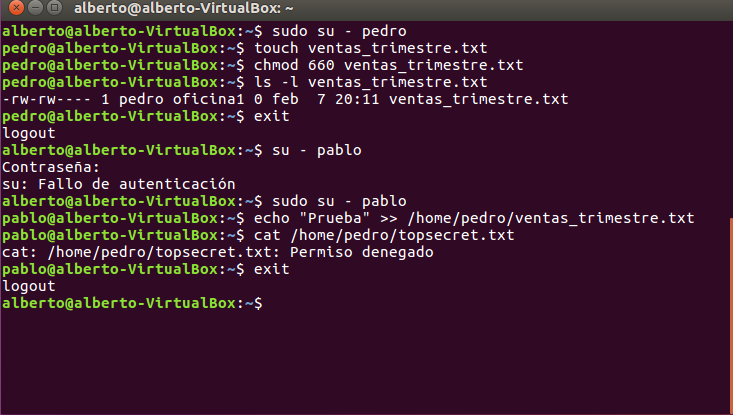 alberto@alberto-VirtualBox: ~
alberto@alberto-VirtualBox:~$ sudo su - pedro
pedro@alberto-VirtualBox:~$ touch ventas_trimestre.txt
pedro@alberto-VirtualBox:~$ chmod 660 ventas_trimestre.txt
pedro@alberto-VirtualBox:~$ ls -l ventas_trimestre.txt
-rw-rw---- 1 pedro oficina1 0 feb  7 20:11 ventas_trimestre.txt
pedro@alberto-VirtualBox:~$ exit
logout
alberto@alberto-VirtualBox:~$ su - pablo
Contraseña:
su: Fallo de autenticación
alberto@alberto-VirtualBox:~$ sudo su - pablo
pablo@alberto-VirtualBox:~$ echo "Prueba" >> /home/pedro/ventas_trimestre.txt
pablo@alberto-VirtualBox:~$ cat /home/pedro/topsecret.txt
cat: /home/pedro/topsecret.txt: Permiso denegado
pablo@alberto-VirtualBox:~$ exit
logout
alberto@alberto-VirtualBox:~$